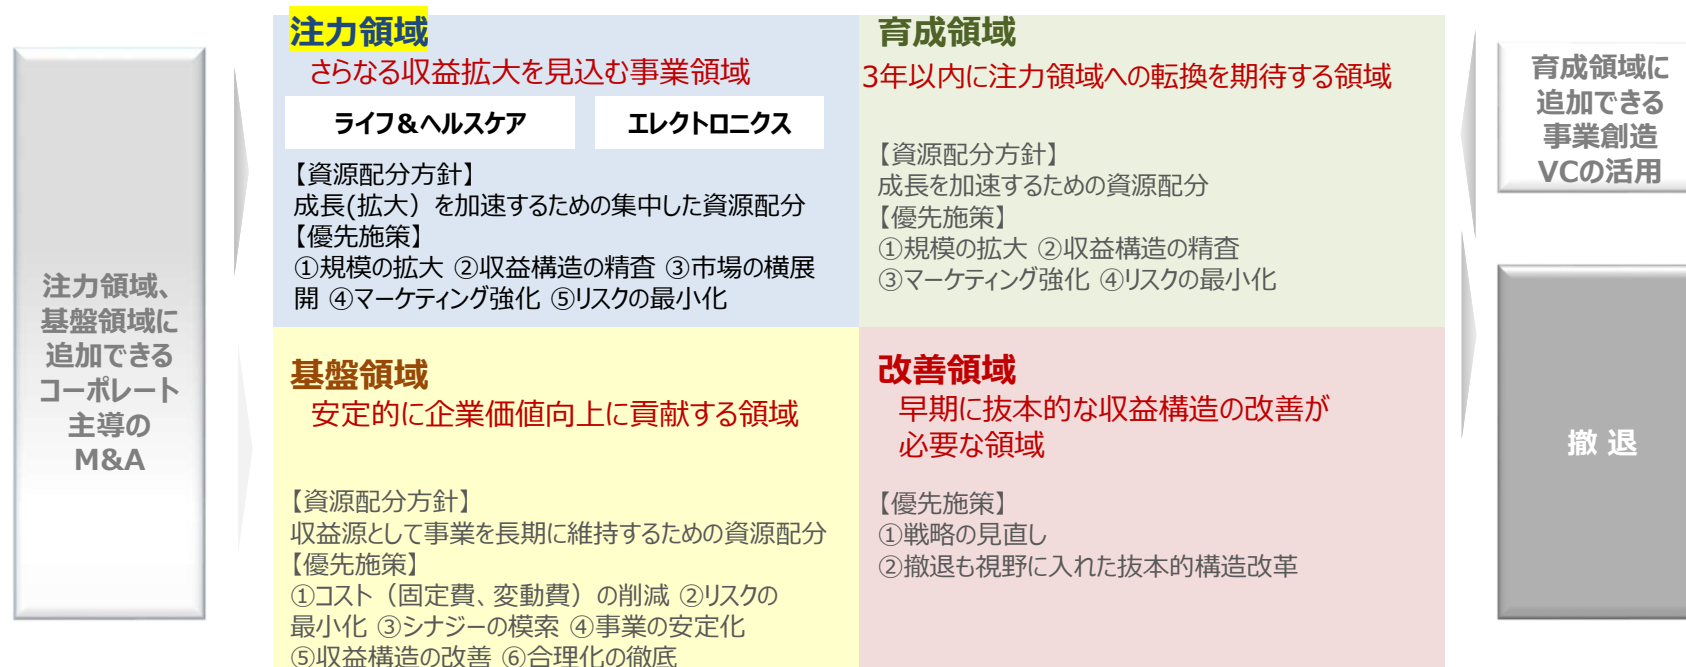 注力領域、
基盤領域に
追加できる
コーポレート
主導の
M&A
注力領域
さらなる収益拡大を見込む事業領域
ライフ&ヘルスケア
エレクトロニクス
【資源配分方針】
成長(拡大）を加速するための集中した資源配分
【優先施策】
①規模の拡大 ②収益構造の精査 ③市場の横展
開 ④マーケティング強化 ⑤リスクの最小化
育成領域
3年以内に注力領域への転換を期待する領域
【資源配分方針】
成長を加速するための資源配分
【優先施策】
①規模の拡大 ②収益構造の精査
③マーケティング強化 ④リスクの最小化
基盤領域
安定的に企業価値向上に貢献する領域
【資源配分方針】
収益源として事業を長期に維持するための資源配分
【優先施策】
①コスト（固定費、変動費）の削減 ②リスクの
最小化 ③シナジーの模索 ④事業の安定化
⑤収益構造の改善 ⑥合理化の徹底
改善領域
早期に抜本的な収益構造の改善が
必要な領域
【優先施策】
①戦略の見直し
②撤退も視野に入れた抜本的構造改革
育成領域に
追加できる
事業創造
VCの活用
撤 退